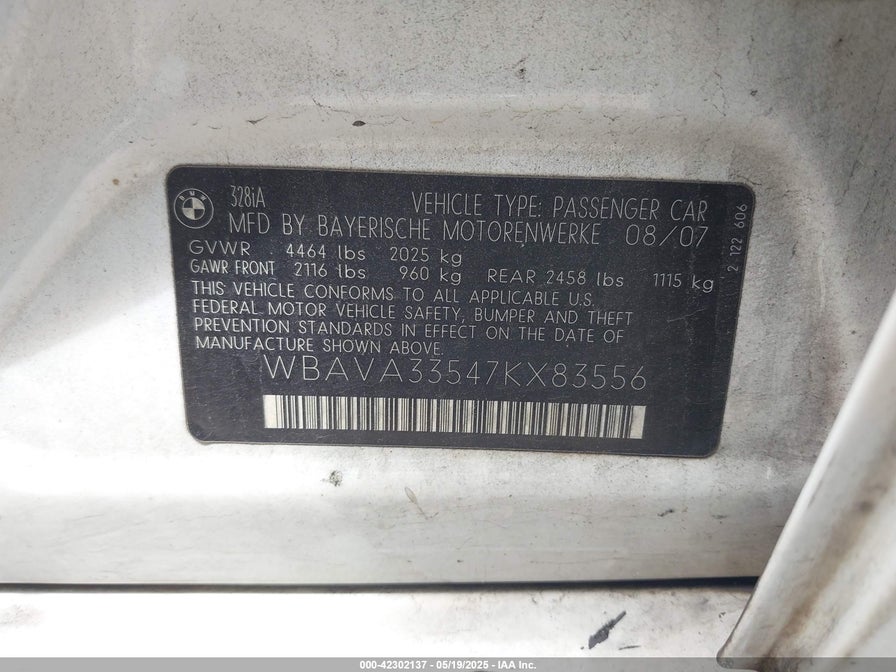 BMW
328iA
VEHICLE TYPE: PASSENGER CAR
MFD BY: BAYERISCHE MOTORENWERKE 08/07
GVWR 4464 lbs 2025 kg
GAWR FRONT 2116 lbs 960 kg REAR 2458 lbs 1115 kg
THIS VEHICLE CONFORMS TO ALL APPLICABLE U.S.
FEDERAL MOTOR VEHICLE SAFETY, BUMPER AND THEFT
PREVENTION STANDARDS IN EFFECT ON THE DATE OF
MANUFACTURE SHOWN ABOVE.
WBAVA33547KX83556
2 122 606
000-42302137 - 05/19/2025 - IAA Inc.